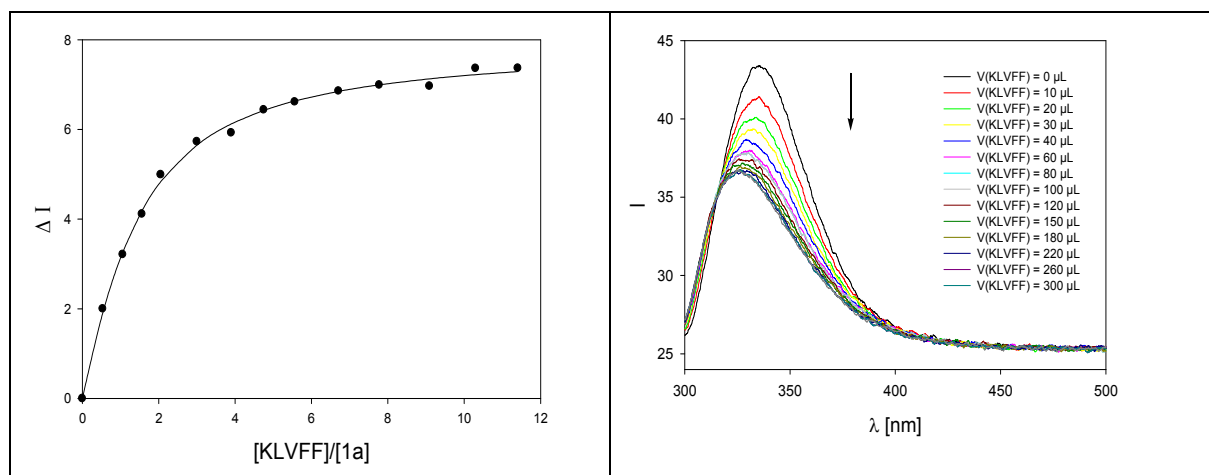 8
6
4
2
0
Δ I
0 2 4 6 8 10 12
[KLVFF]/[1a]
45
40
35
30
25
I
300 350 400 450 500
λ [nm]
V(KLVFF) = 0 µL
V(KLVFF) = 10 µL
V(KLVFF) = 20 µL
V(KLVFF) = 30 µL
V(KLVFF) = 40 µL
V(KLVFF) = 60 µL
V(KLVFF) = 80 µL
V(KLVFF) = 100 µL
V(KLVFF) = 120 µL
V(KLVFF) = 150 µL
V(KLVFF) = 180 µL
V(KLVFF) = 220 µL
V(KLVFF) = 260 µL
V(KLVFF) = 300 µL